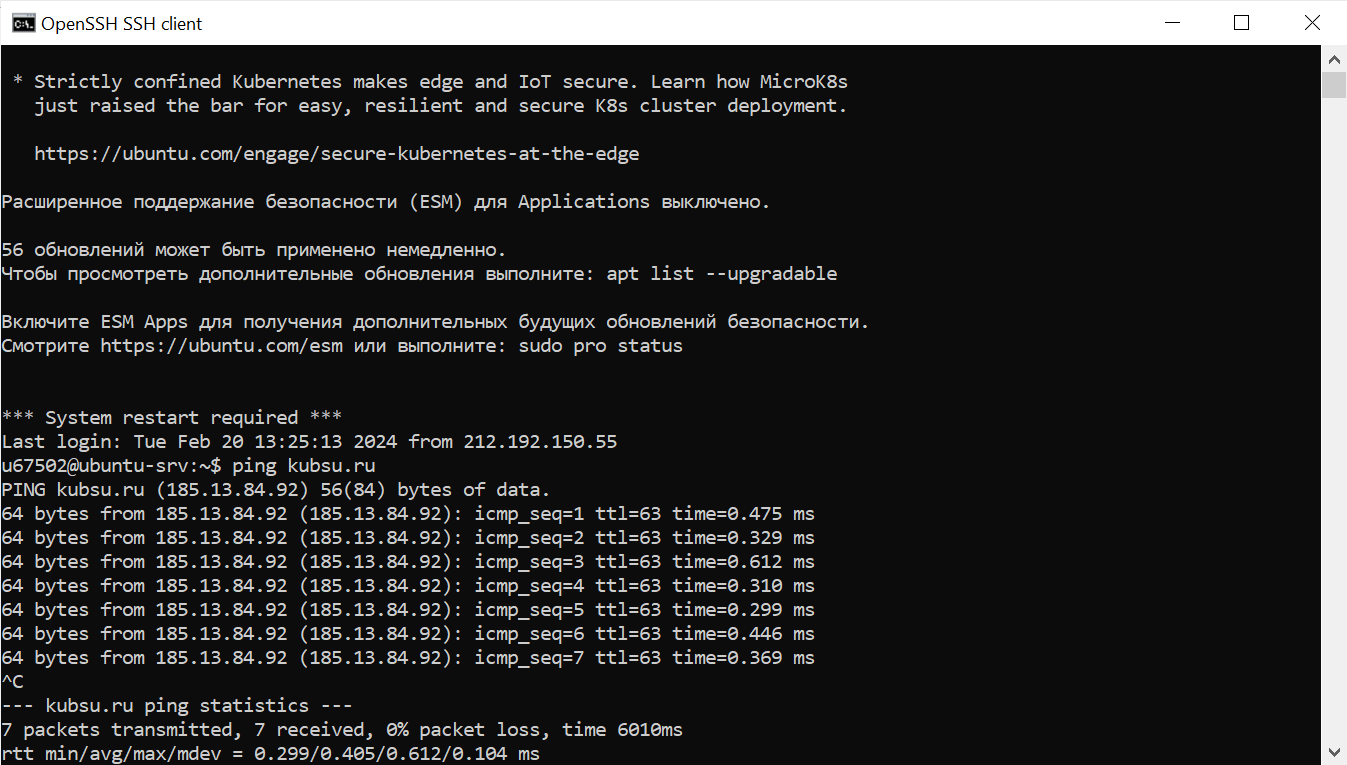 OpenSSH SSH client
* Strictly confined Kubernetes makes edge and IoT secure. Learn how MicroK8s
just raised the bar for easy, resilient and secure K8s cluster deployment.
https://ubuntu.com/engage/secure-kubernetes-at-the-edge
Расширенное поддержание безопасности (ESM) для Applications выключено.
56 обновлений может быть применено немедленно.
Чтобы просмотреть дополнительные обновления выполните: apt list --upgradable
Включите ESM Apps для получения дополнительных будущих обновлений безопасности.
Смотрите https://ubuntu.com/esm или выполните: sudo pro status
*** System restart required ***
Last login: Tue Feb 20 13:25:13 2024 from 212.192.150.55
u67502@ubuntu-srv:~$ ping kubsu.ru
PING kubsu.ru (185.13.84.92) 56(84) bytes of data.
64 bytes from 185.13.84.92 (185.13.84.92): icmp_seq=1 ttl=63 time=0.475 ms
64 bytes from 185.13.84.92 (185.13.84.92): icmp_seq=2 ttl=63 time=0.329 ms
64 bytes from 185.13.84.92 (185.13.84.92): icmp_seq=3 ttl=63 time=0.612 ms
64 bytes from 185.13.84.92 (185.13.84.92): icmp_seq=4 ttl=63 time=0.310 ms
64 bytes from 185.13.84.92 (185.13.84.92): icmp_seq=5 ttl=63 time=0.299 ms
64 bytes from 185.13.84.92 (185.13.84.92): icmp_seq=6 ttl=63 time=0.446 ms
64 bytes from 185.13.84.92 (185.13.84.92): icmp_seq=7 ttl=63 time=0.369 ms
^C
--- kubsu.ru ping statistics ---
7 packets transmitted, 7 received, 0% packet loss, time 6010ms
rtt min/avg/max/mdev = 0.299/0.405/0.612/0.104 ms